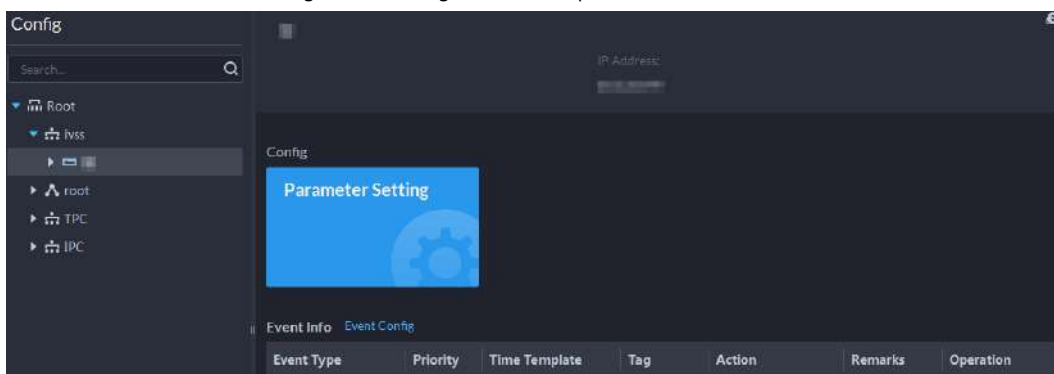 Config
Search...
Root
ivss
root
TPC
IPC
IP Address:
Config
Parameter Setting
Event Info Event Config
Event Type Priority Time Template Tag Action Remarks Operation